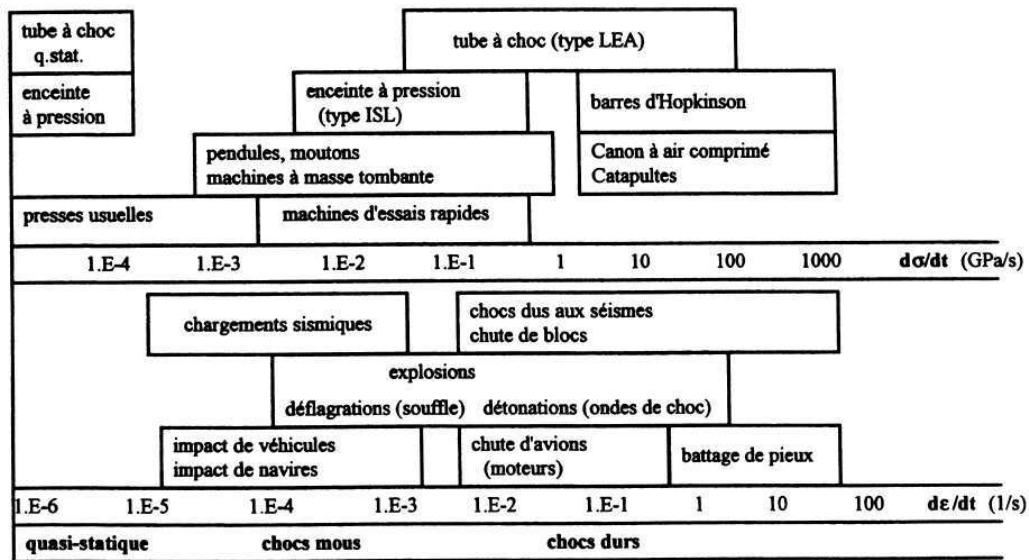 tube à choc
q.stat.
tube à choc (type LEA)
enceinte
à pression
enceinte à pression
(type ISL)
barres d'Hopkinson
pendules, moutons
machines à masse tombante
Canon à air comprimé
Catapultes
presses usuelles
machines d'essais rapides
1.E-4 1.E-3 1.E-2 1.E-1 1 10 100 1000 dσ/dt (GPa/s)
chargements sismiques
chocs dus aux séismes
chute de blocs
explosions
déflagrations (souffle) détonations (ondes de choc)
impact de véhicules
impact de navires
chute d'avions
(moteurs)
battage de pieux
1.E-6 1.E-5 1.E-4 1.E-3 1.E-2 1.E-1 1 10 100 dε/dt (1/s)
quasi-statique chocs mous chocs durs